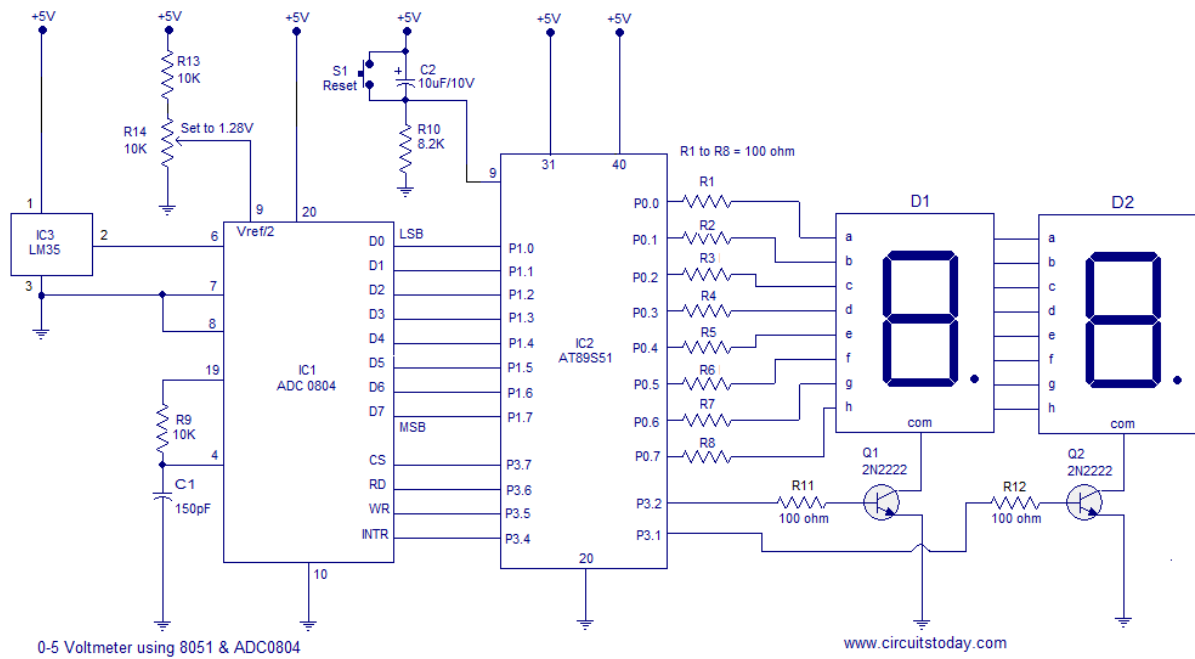 +5V
+5V
+5V
+5V
+5V
+5V
R13
10K
S1
Reset
+
C2
10uF/10V
R14
10K
Set to 1.28V
R10
8.2K
31
40
R1 to R8 = 100 ohm
9
1
IC3
LM35
2
3
9
20
Vref/2
6
7
8
19
4
R9
10K
C1
150pF
IC1
ADC 0804
D0
LSB
D1
D2
D3
D4
D5
D6
D7
MSB
CS
RD
WR
INTR
10
P1.0
P1.1
P1.2
P1.3
P1.4
P1.5
P1.6
P1.7
P3.7
P3.6
P3.5
P3.4
IC2
AT89S51
20
P0.0
P0.1
P0.2
P0.3
P0.4
P0.5
P0.6
P0.7
P3.2
P3.1
R1
R2
R3
R4
R5
R6
R7
R8
D1
a
b
c
d
e
f
g
h
8.
com
D2
a
b
c
d
e
f
g
h
8.
com
Q1
2N2222
R11
100 ohm
Q2
2N2222
R12
100 ohm
0-5 Voltmeter using 8051 & ADC0804
www.circuitstoday.com